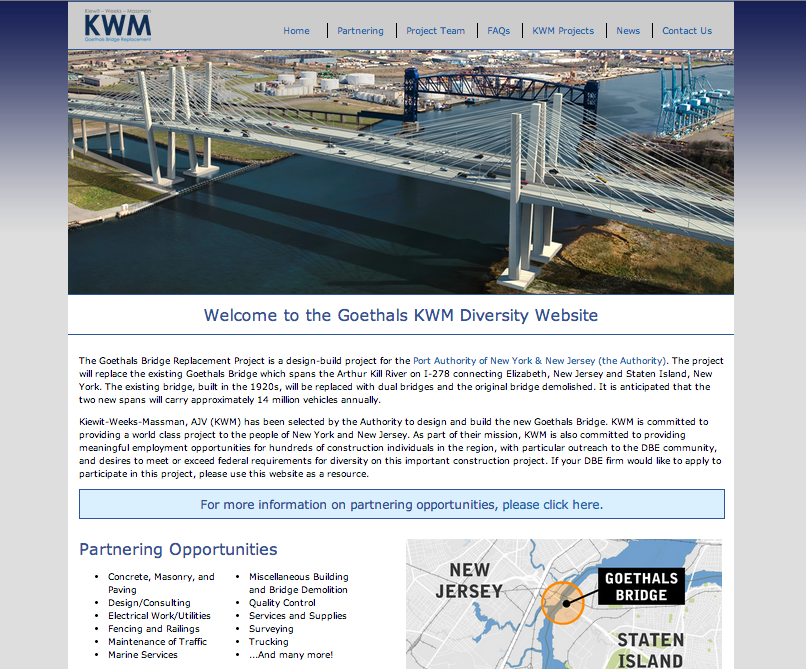 Kiewit - Weeks - Massman
KWM
Goethals Bridge Replacement
Home
Partnering
Project Team
FAQs
KWM Projects
News
Contact Us
Welcome to the Goethals KWM Diversity Website
The Goethals Bridge Replacement Project is a design-build project for the Port Authority of New York & New Jersey (the Authority). The project
will replace the existing Goethals Bridge which spans the Arthur Kill River on I-278 connecting Elizabeth, New Jersey and Staten Island, New
York. The existing bridge, built in the 1920s, will be replaced with dual bridges and the original bridge demolished. It is anticipated that the
two new spans will carry approximately 14 million vehicles annually.
Kiewit-Weeks-Massman, AJV (KWM) has been selected by the Authority to design and build the new Goethals Bridge. KWM is committed to
providing a world class project to the people of New York and New Jersey. As part of their mission, KWM is also committed to providing
meaningful employment opportunities for hundreds of construction individuals in the region, with particular outreach to the DBE community,
and desires to meet or exceed federal requirements for diversity on this important construction project. If your DBE firm would like to apply to
participate in this project, please use this website as a resource.
For more information on partnering opportunities, please click here.
Partnering Opportunities
• Concrete, Masonry, and
Paving
• Design/Consulting
• Electrical Work/Utilities
• Fencing and Railings
• Maintenance of Traffic
• Marine Services
• Miscellaneous Building
and Bridge Demolition
• Quality Control
• Services and Supplies
• Surveying
• Trucking
• ...And many more!
NEW
JERSEY
GOETHALS
BRIDGE
STATEN
ISLAND